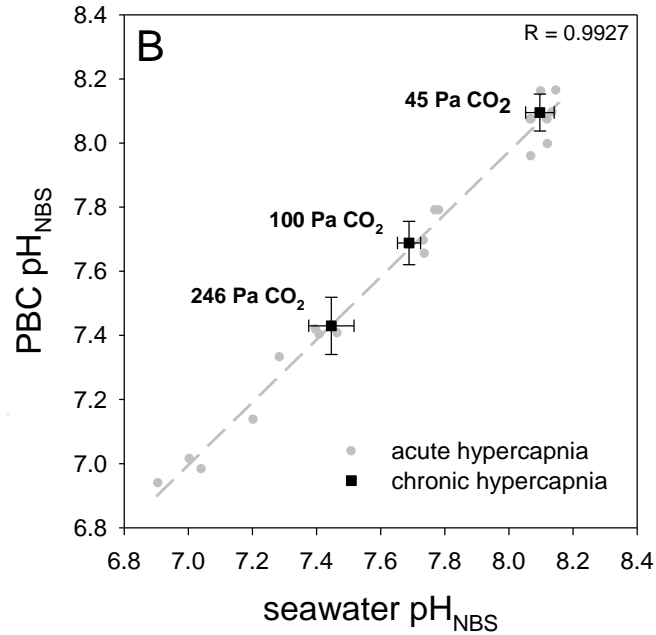 B
R = 0.9927
8.4
8.2
8.0
7.8
7.6
7.4
7.2
7.0
6.8
PBC pH_NBS
45 Pa CO2
100 Pa CO₂
246 Pa CO₂
acute hypercapnia
chronic hypercapnia
6.8 7.0 7.2 7.4 7.6 7.8 8.0 8.2 8.4
seawater pH_NBS